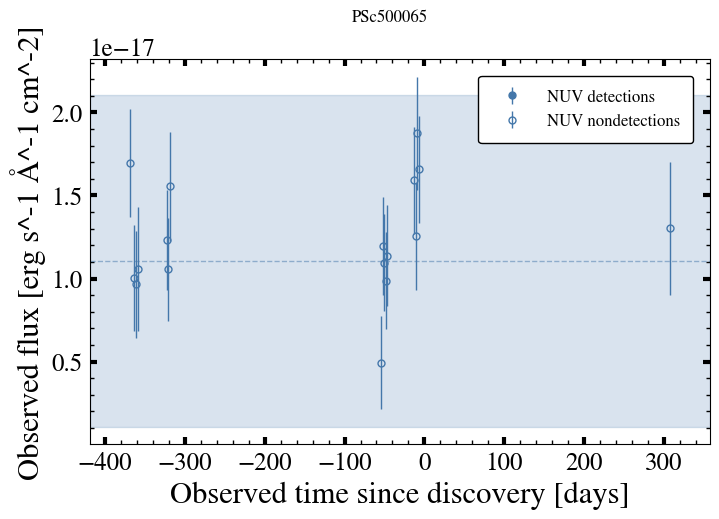 PSc500065
1e−17
Observed flux [erg s^-1 Å^-1 cm^-2]
2.0
1.5
1.0
0.5
NUV detections
NUV nondetections
−400 −300 −200 −100 0 100 200 300
Observed time since discovery [days]